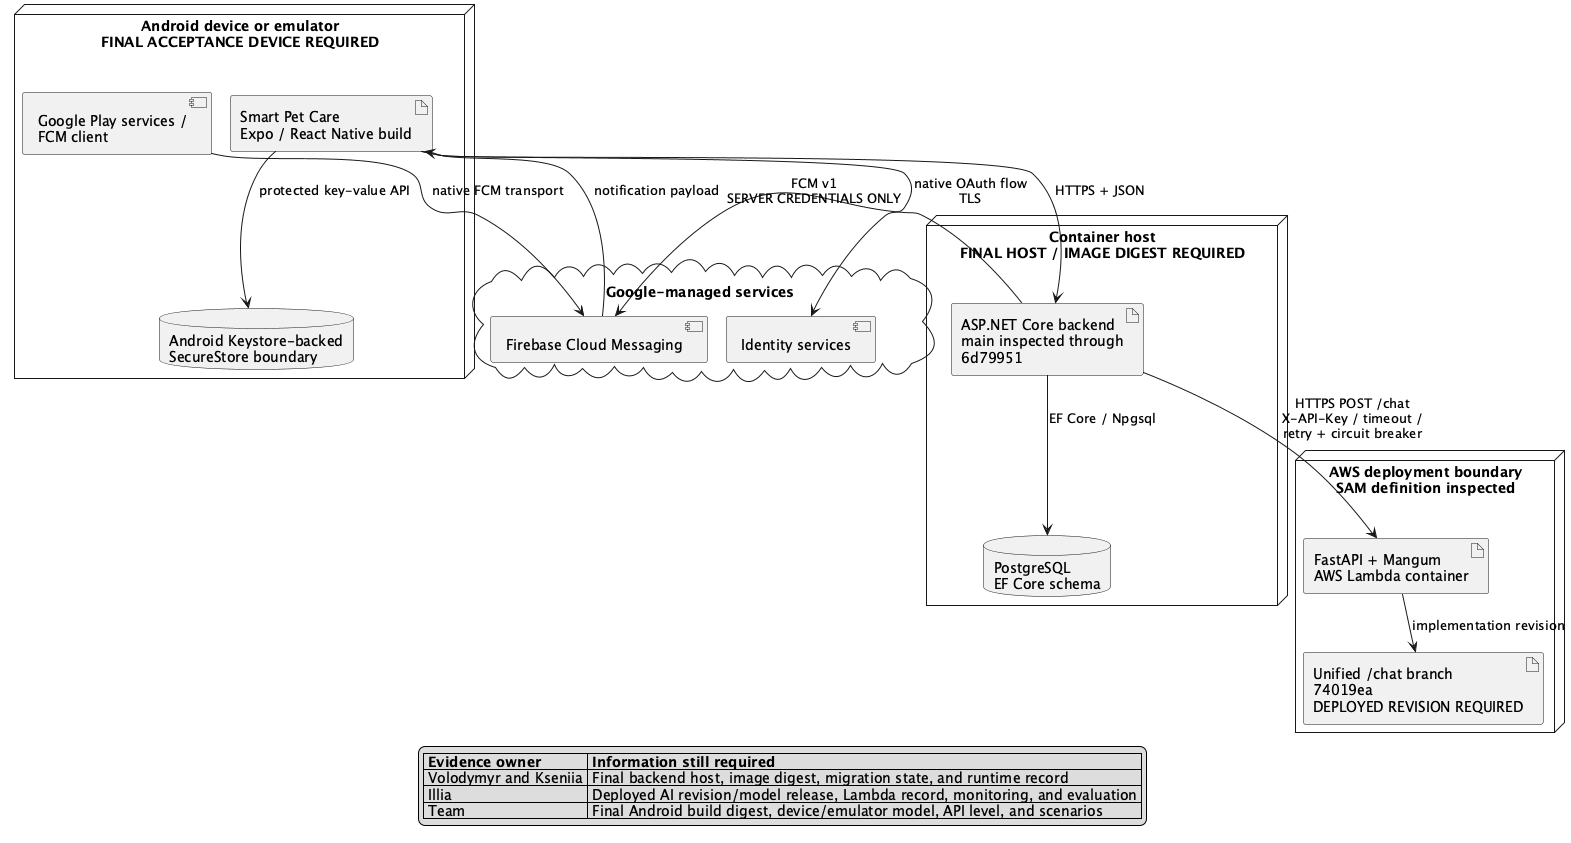 Android device or emulator
FINAL ACCEPTANCE DEVICE REQUIRED
Google Play services /
FCM client
Smart Pet Care
Expo / React Native build
protected key-value API
native FCM transport
notification payload
FCM v1
SERVER CREDENTIALS ONLY
native OAuth flow
TLS
HTTPS + JSON
Android Keystore-backed
SecureStore boundary
Google-managed services
Firebase Cloud Messaging
Identity services
Container host
FINAL HOST / IMAGE DIGEST REQUIRED
ASP.NET Core backend
main inspected through
6d79951
EF Core / Npgsql
HTTPS POST /chat
X-API-Key / timeout /
retry + circuit breaker
PostgreSQL
EF Core schema
AWS deployment boundary
SAM definition inspected
FastAPI + Mangum
AWS Lambda container
implementation revision
Unified /chat branch
74019ea
DEPLOYED REVISION REQUIRED
Evidence owner Information still required
Volodymyr and Kseniia Final backend host, image digest, migration state, and runtime record
Illia Deployed AI revision/model release, Lambda record, monitoring, and evaluation
Team Final Android build digest, device/emulator model, API level, and scenarios